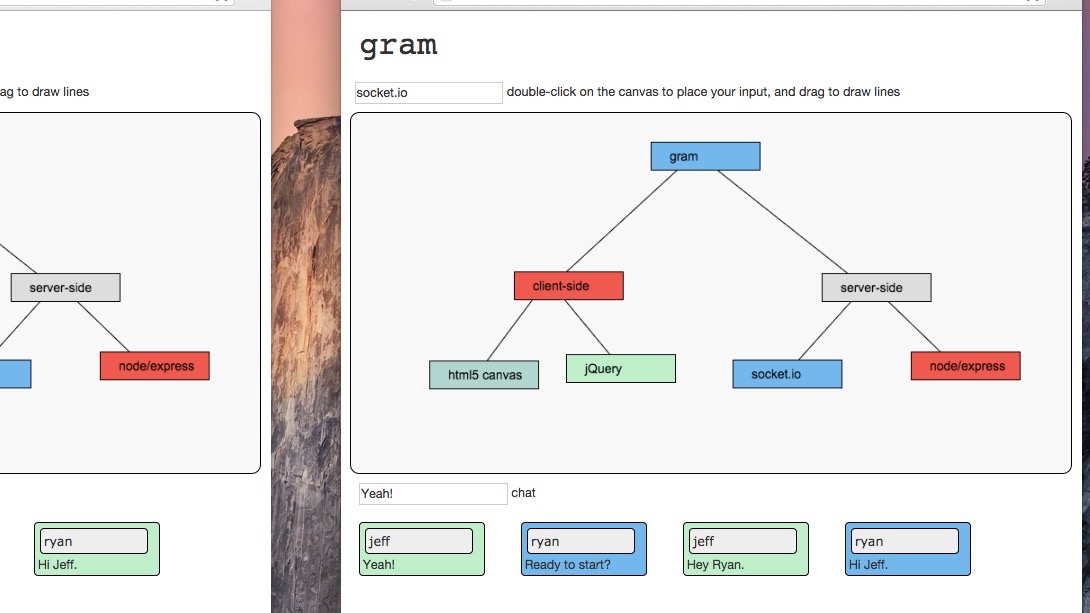 ag to draw lines
server-side
node/express
ryan
Hi Jeff.
gram
socket.io
double-click on the canvas to place your input, and drag to draw lines
gram
client-side
server-side
html5 canvas
jQuery
socket.io
node/express
Yeah!
chat
jeff
Yeah!
ryan
Ready to start?
jeff
Hey Ryan.
ryan
Hi Jeff.